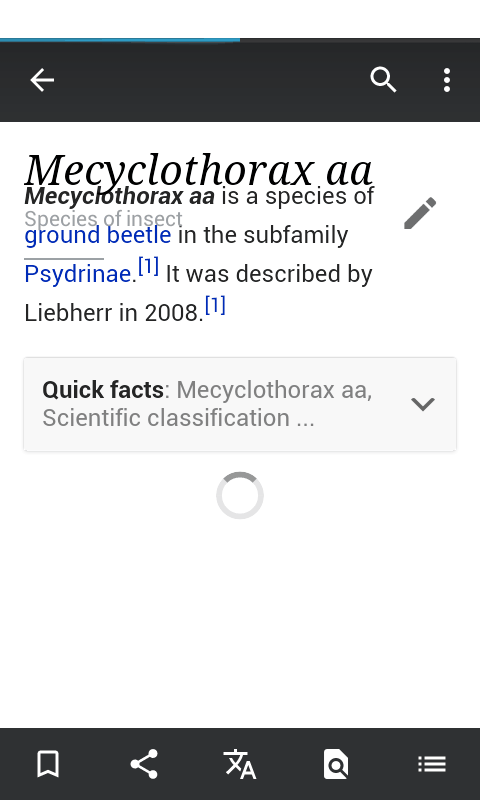 Mecyclothorax aa
Mecyclothorax aa is a species of
Species of insect
ground beetle in the subfamily
Psydrinae.[1] It was described by
Liebherr in 2008.[1]
Quick facts: Mecyclothorax aa,
Scientific classification ...